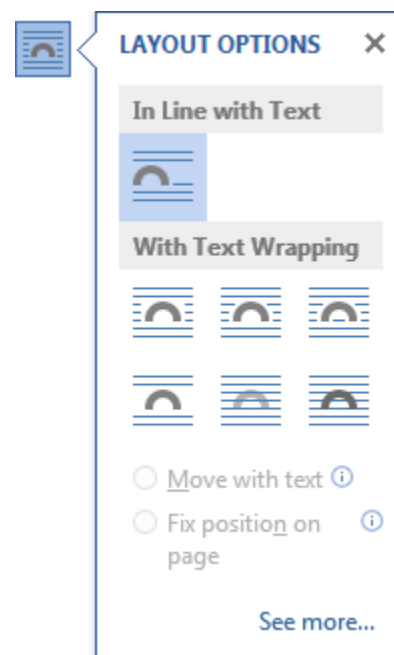 LAYOUT OPTIONS
In Line with Text
With Text Wrapping
Move with text
Fix position on
page
See more...